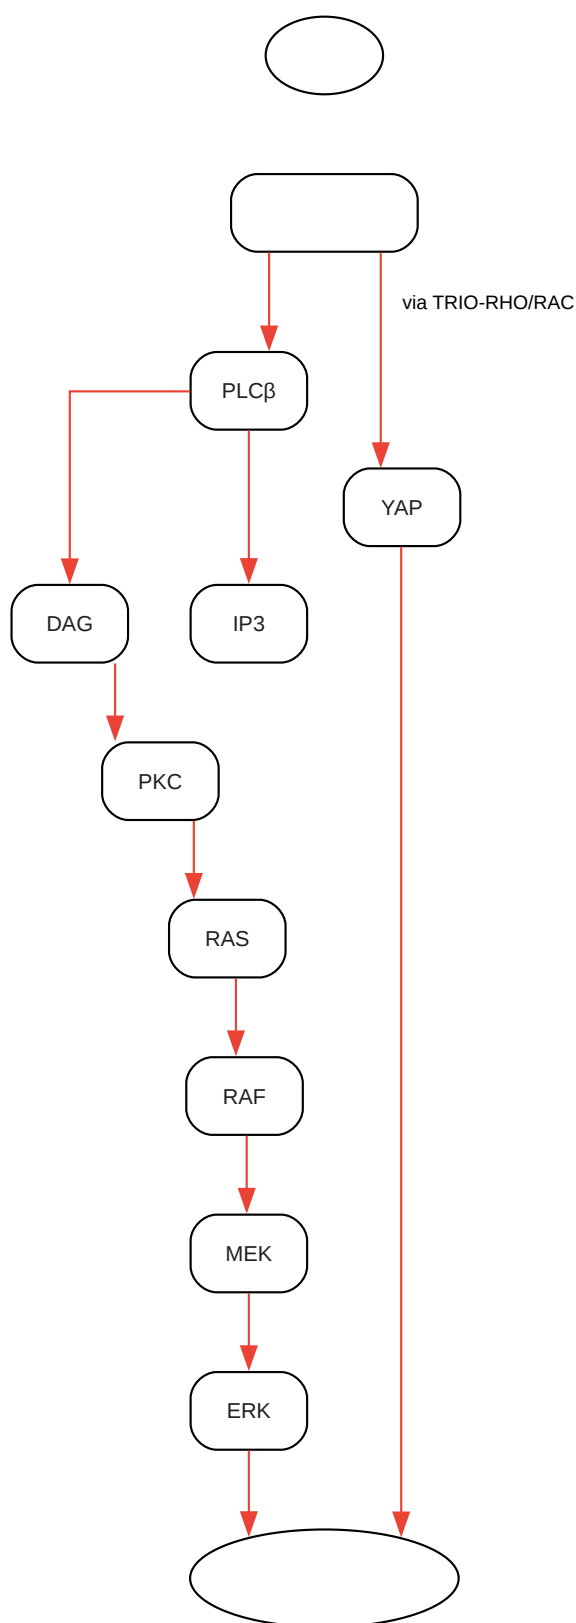 via TRIO-RHO/RAC
PLCβ
YAP
DAG
IP3
PKC
RAS
RAF
MEK
ERK